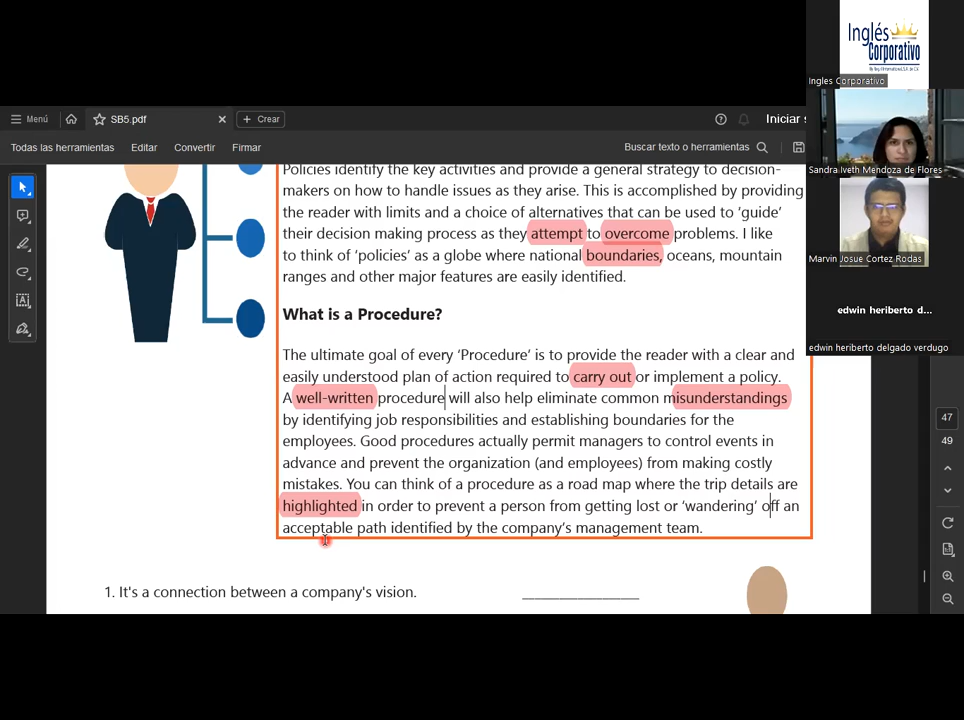 Menú
SB5.pdf
Crear
Iniciar s
Todas las herramientas
Editar
Convertir
Firmar
Buscar texto o herramientas
Policies identify the key activities and provide a general strategy to decision-
makers on how to handle issues as they arise. This is accomplished by providing
the reader with limits and a choice of alternatives that can be used to 'guide'
their decision making process as they attempt to overcome problems. I like
to think of 'policies' as a globe where national boundaries, oceans, mountain
ranges and other major features are easily identified.
What is a Procedure?
The ultimate goal of every 'Procedure' is to provide the reader with a clear and
easily understood plan of action required to carry out or implement a policy.
A well-written procedure will also help eliminate common misunderstandings
by identifying job responsibilities and establishing boundaries for the
employees. Good procedures actually permit managers to control events in
advance and prevent the organization (and employees) from making costly
mistakes. You can think of a procedure as a road map where the trip details are
highlighted in order to prevent a person from getting lost or 'wandering' off an
acceptable path identified by the company's management team.
1. It's a connection between a company's vision. _______________
47
49
Inglés
Corporativo
Ingles Corporativo
Sandra Iveth Mendoza de Flores
Marvin Josue Cortez Rodas
edwin heriberto d...
edwin heriberto delgado verdugo